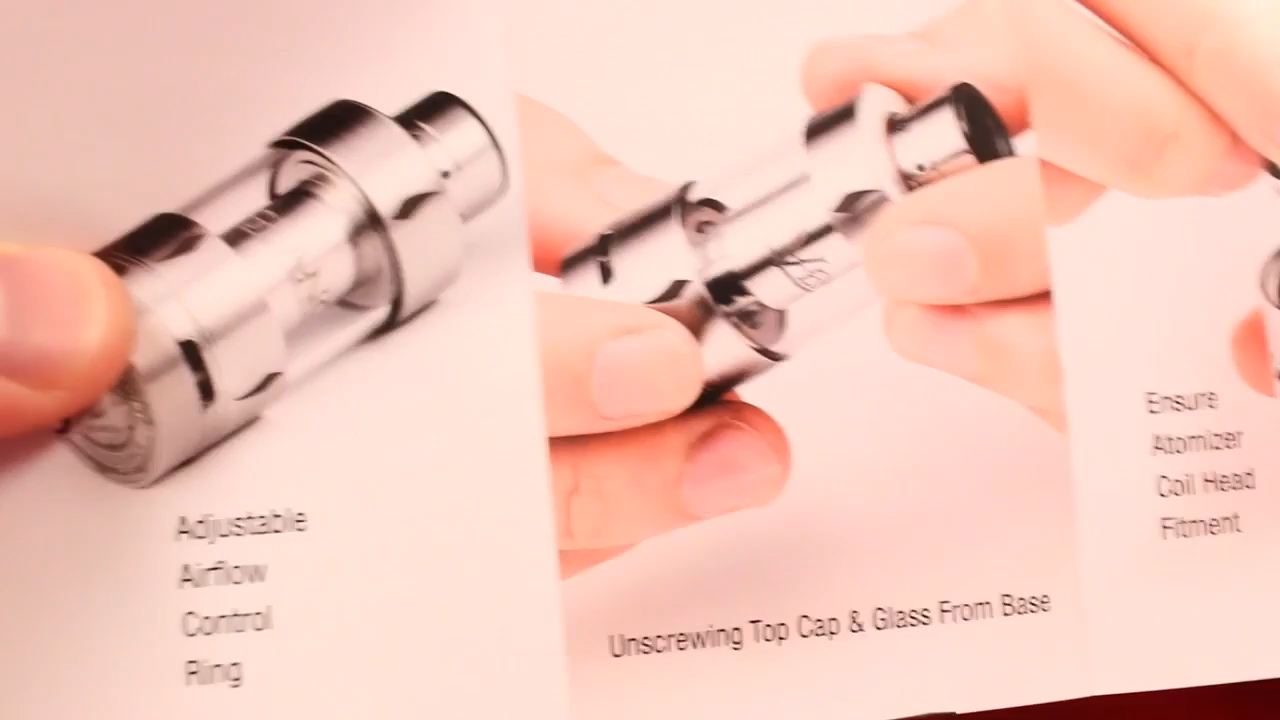 Adjustable
Airflow
Control
Ring
Unscrewing Top Cap & Glass From Base
Ensure
Atomizer
Coil Head
Fitment